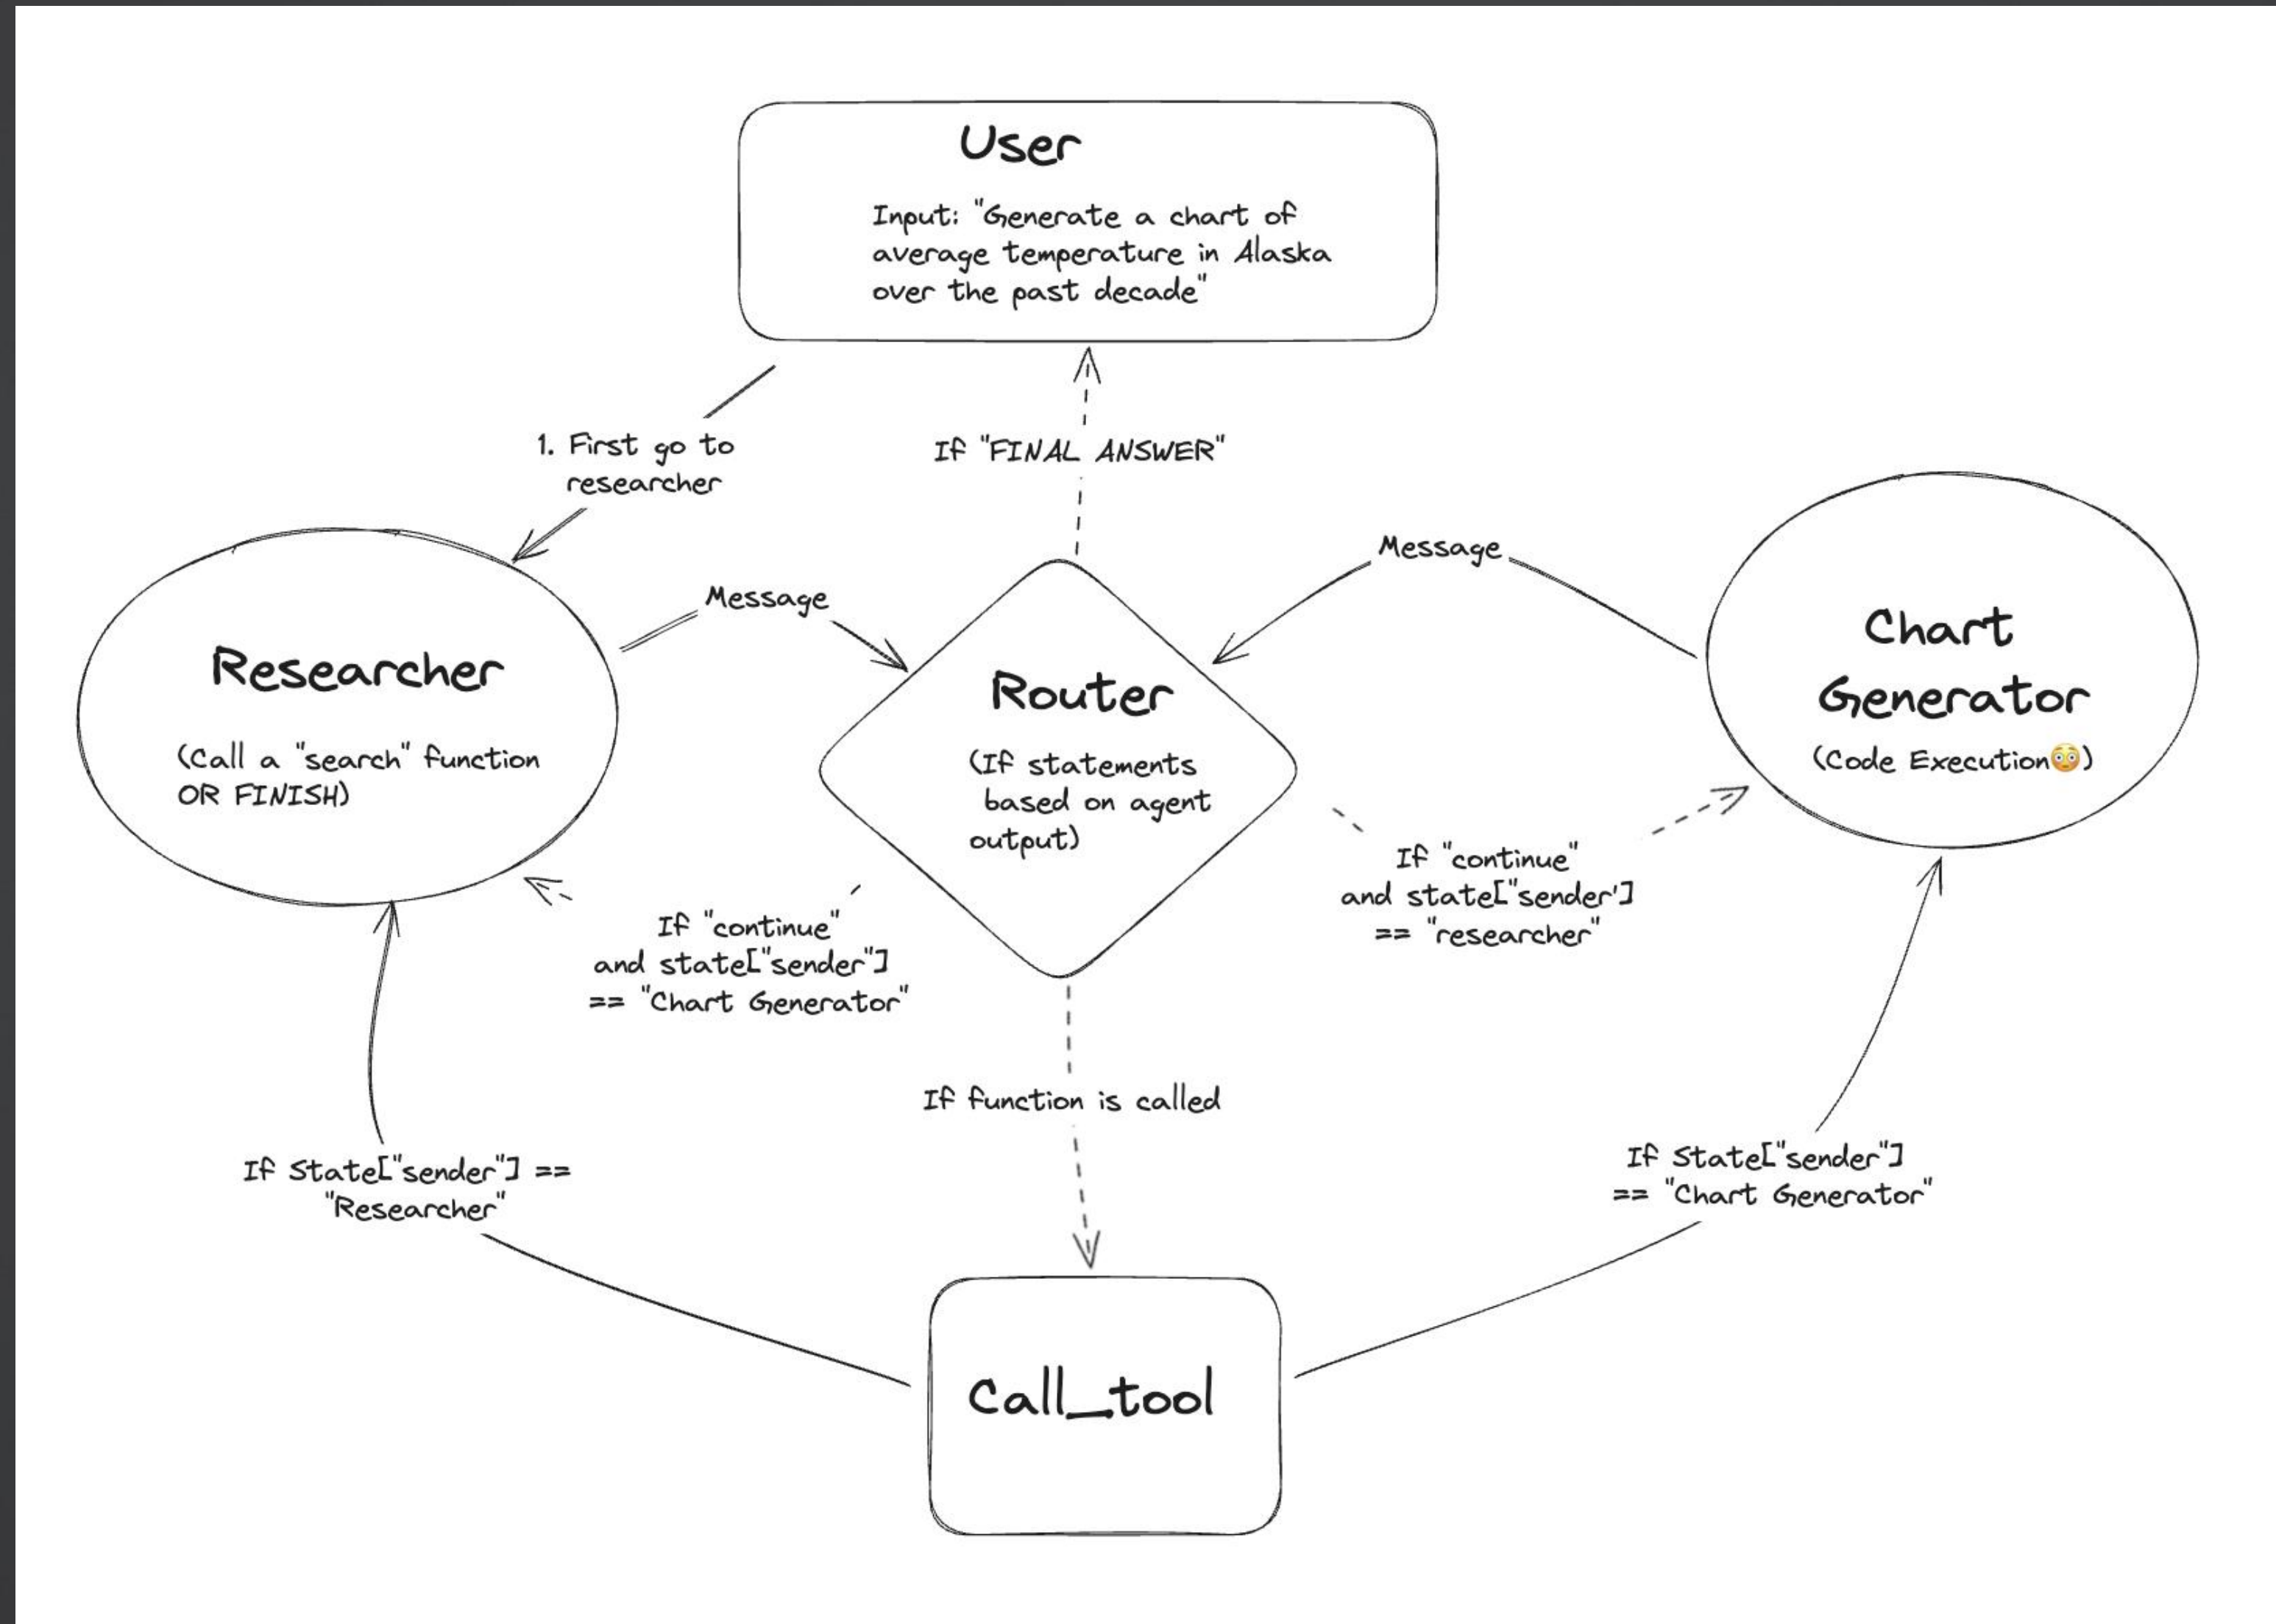 User
Input: "Generate a chart of
average temperature in Alaska
over the past decade"
1. First go to
researcher
If "FINAL ANSWER"
Message
Message
Researcher
(Call a "search" function
OR FINISH)
Router
(If statements
based on agent
output)
Chart
Generator
(Code Execution😳)
If "continue"
and state["sender"]
== "Chart Generator"
If "continue"
and state["sender']
== "researcher"
If function is called
If State["sender"] ==
"Researcher"
If State["sender"]
== "Chart Generator"
Call_tool